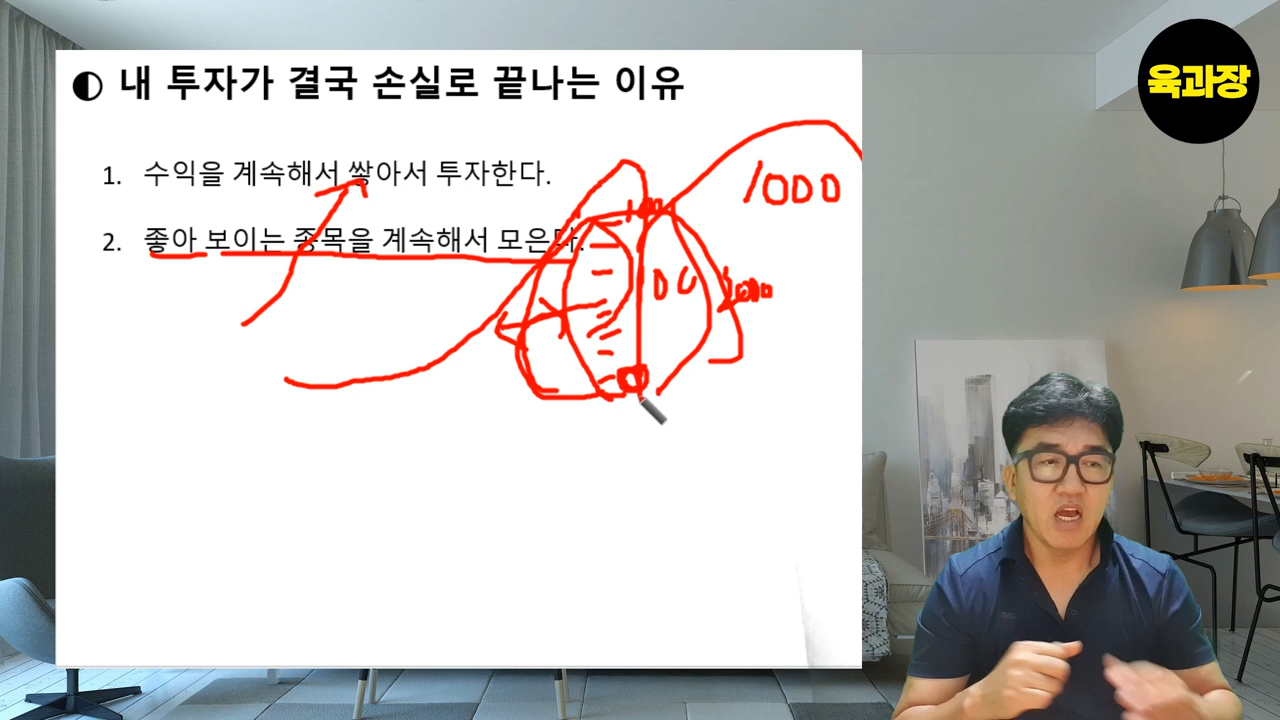 ◐ 내 투자가 결국 손실로 끝나는 이유
육과장
1. 수익을 계속해서 쌓아서 투자한다.
1000
2. 좋아 보이는 종목을 계속해서 모은다.